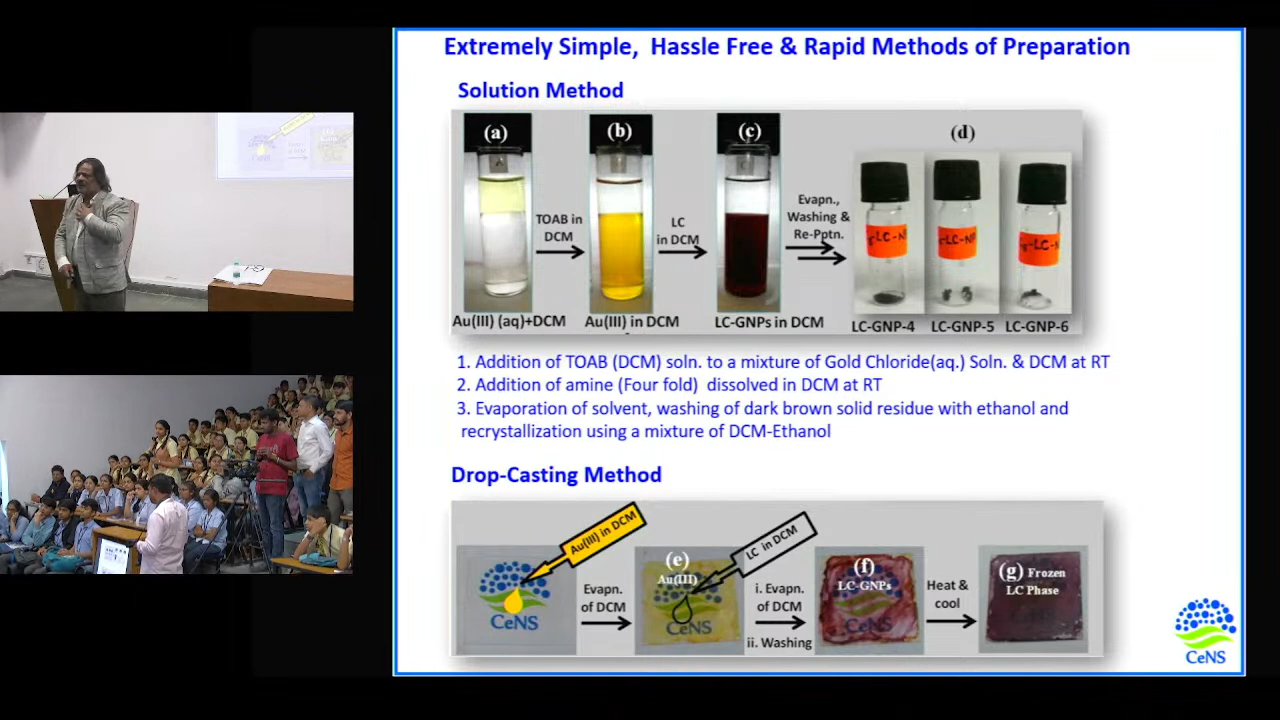 Extremely Simple, Hassle Free & Rapid Methods of Preparation
Solution Method
(a)
(b)
(c)
(d)
TOAB in
DCM
LC
in DCM
Evapn.,
Washing &
Re-Pptn.
Au(III) (aq)+DCM
Au(III) in DCM
LC-GNPs in DCM
LC-GNP-4
LC-GNP-5
LC-GNP-6
1. Addition of TOAB (DCM) soln. to a mixture of Gold Chloride(aq.) Soln. & DCM at RT
2. Addition of amine (Four fold) dissolved in DCM at RT
3. Evaporation of solvent, washing of dark brown solid residue with ethanol and
recrystallization using a mixture of DCM-Ethanol
Drop-Casting Method
Au(III) in DCM
CeNS
Evapn.
of DCM
(e)
Au(III)
CeNS
LC in DCM
i. Evapn.
of DCM
ii. Washing
(f)
LC-GNPs
CeNS
Heat &
cool
(g) Frozen
LC Phase
CeNS